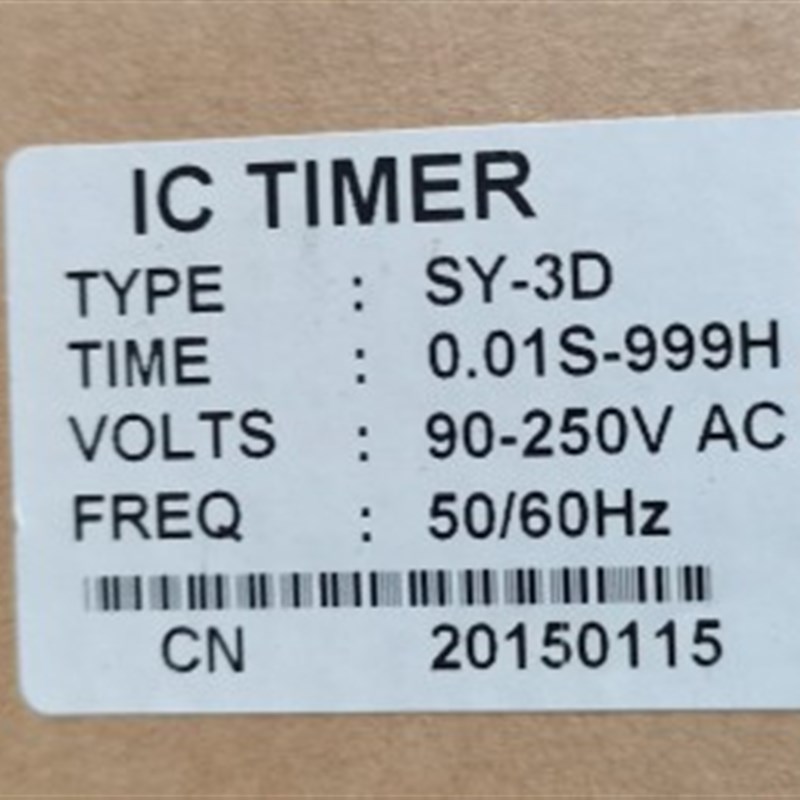 IC TIMER
TYPE : SY-3D
TIME : 0.01S-999H
VOLTS : 90-250V AC
FREQ : 50/60Hz
CN 20150115